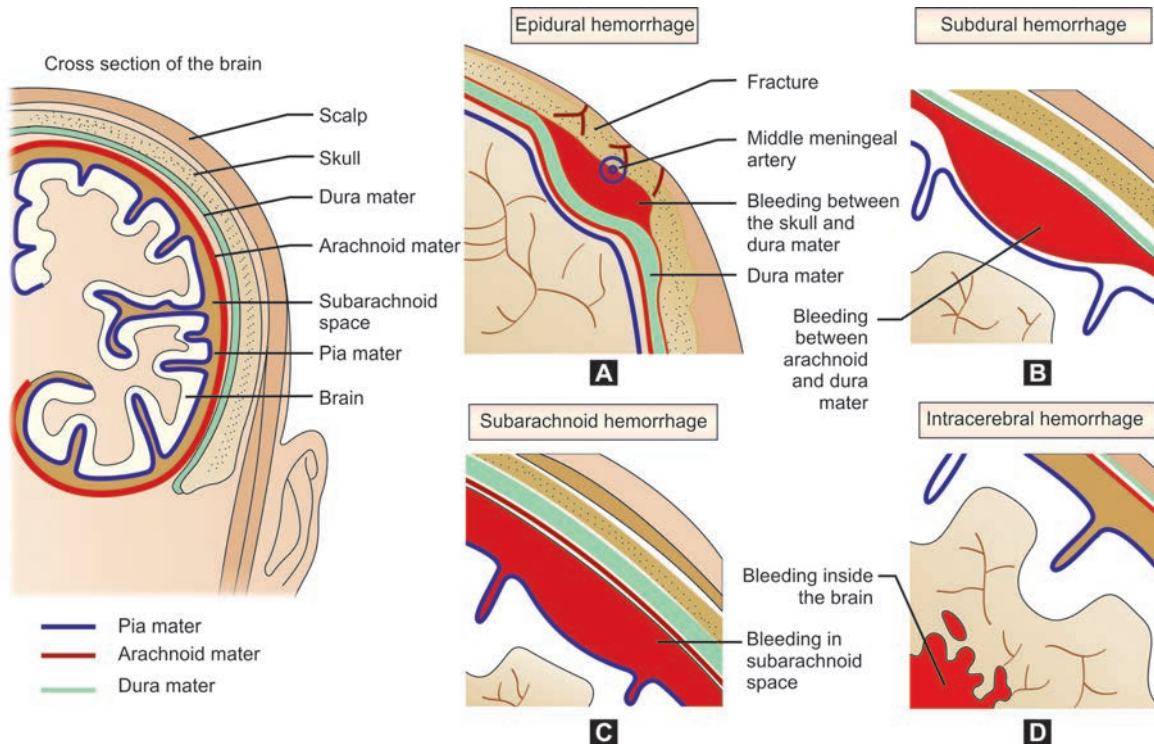 Cross section of the brain
Scalp
Skull
Dura mater
Arachnoid mater
Subarachnoid
space
Pia mater
Brain
Pia mater
Arachnoid mater
Dura mater
Epidural hemorrhage
Fracture
Middle meningeal
artery
Bleeding between
the skull and
dura mater
Dura mater
A
Subdural hemorrhage
Bleeding
between
arachnoid
and dura
mater
B
Subarachnoid hemorrhage
Bleeding in
subarachnoid
space
C
Intracerebral hemorrhage
Bleeding inside
the brain
D